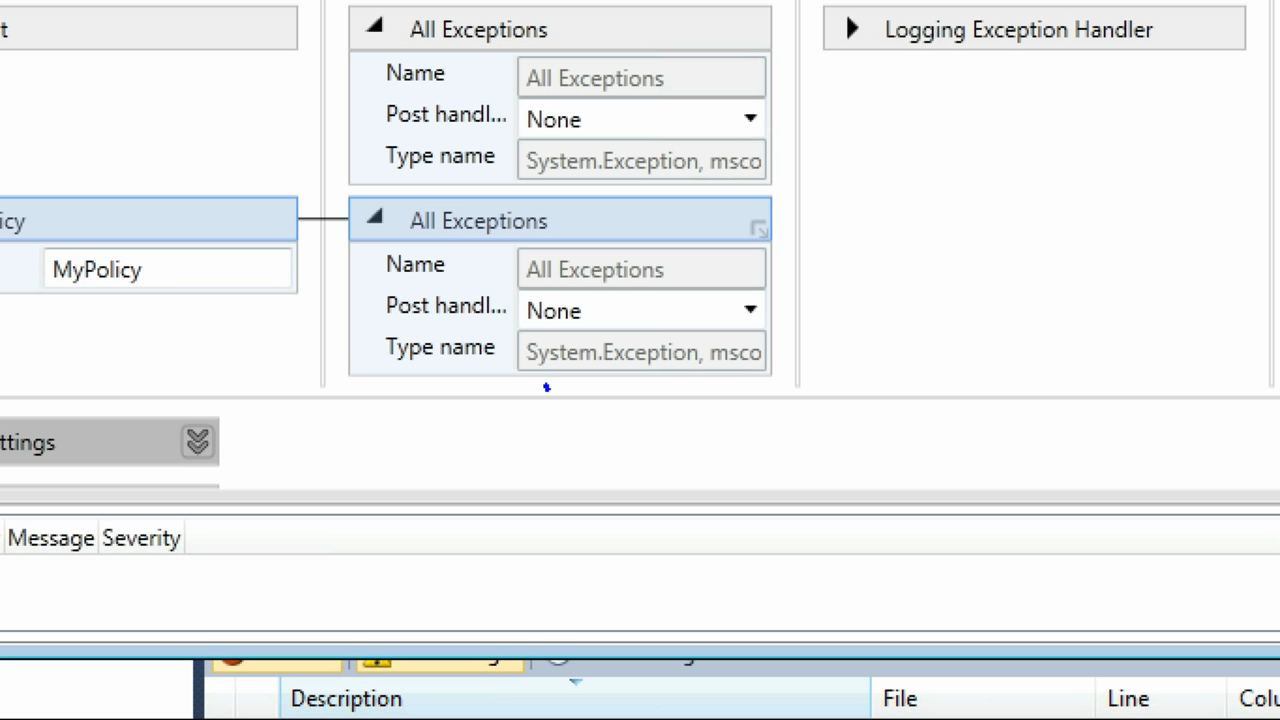 t
All Exceptions
Logging Exception Handler
Name All Exceptions
Post handl... None
Type name System.Exception, msco
icy
All Exceptions
MyPolicy
Name All Exceptions
Post handl... None
Type name System.Exception, msco
ttings
Message Severity
Description File Line Colu